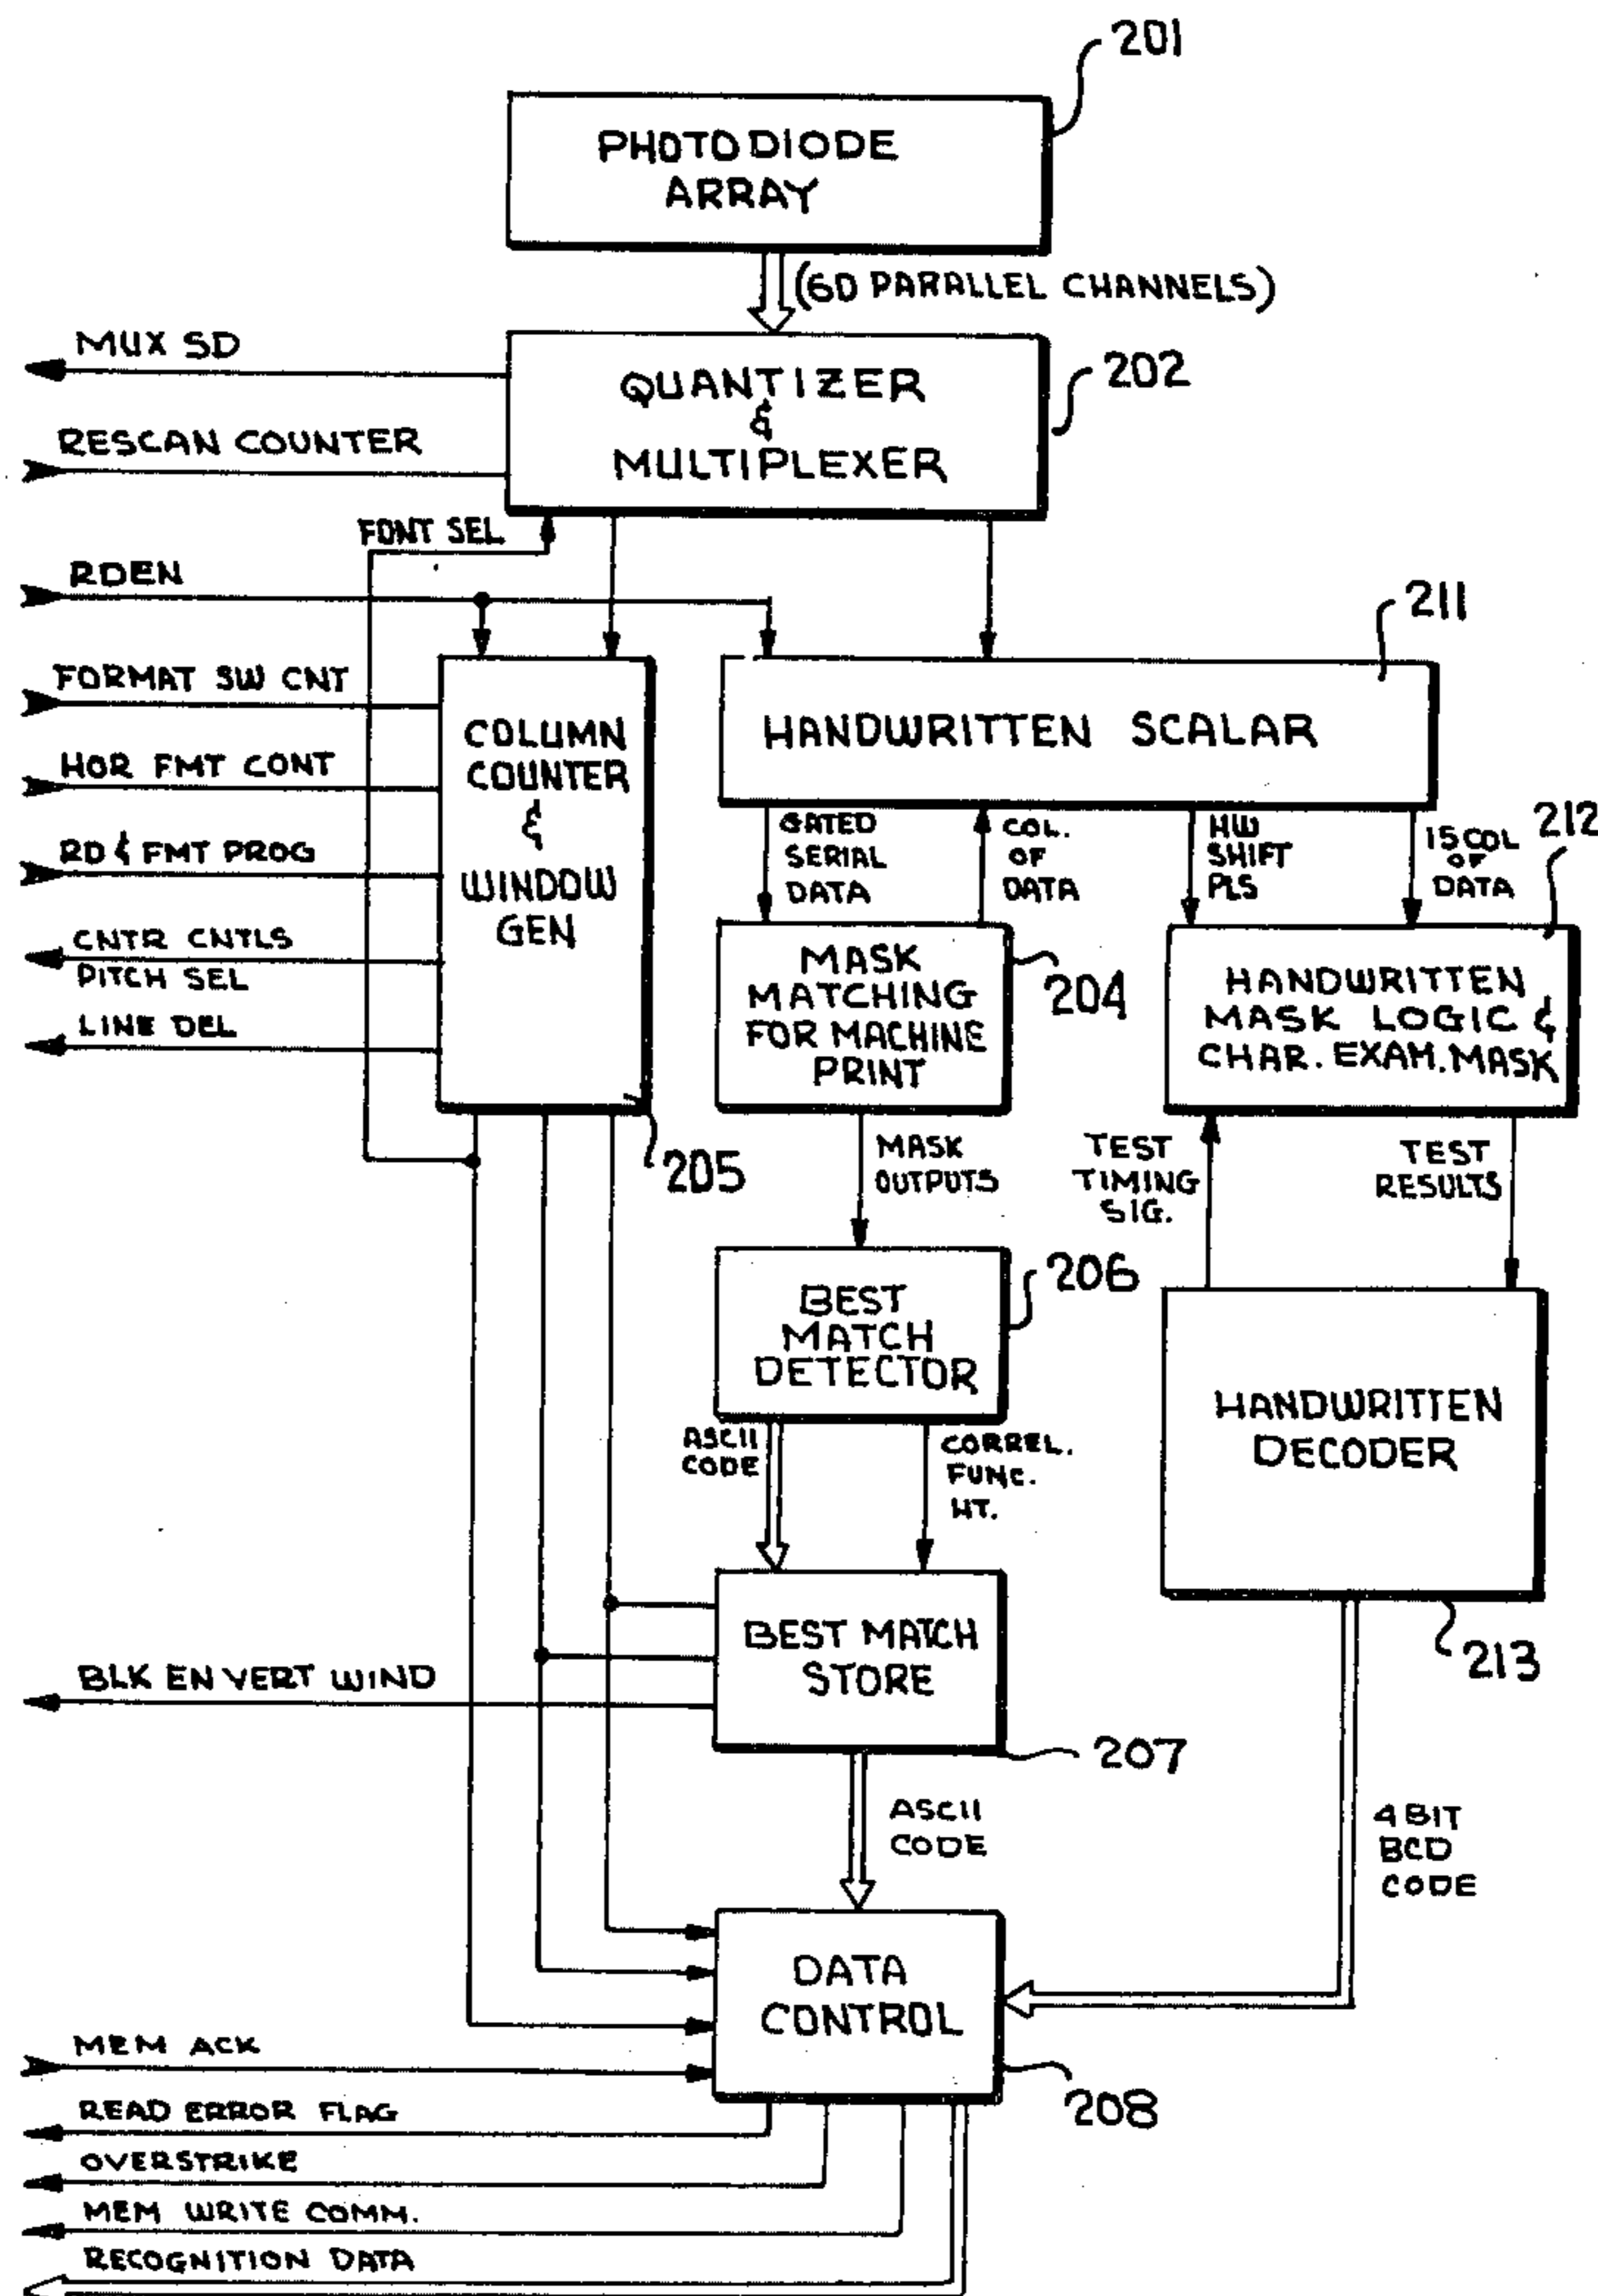 201
PHOTODIODE
ARRAY
(60 PARALLEL CHANNELS)
MUX SD
202
QUANTIZER
&
MULTIPLEXER
RESCAN COUNTER
FONT SEL
RDEN
211
FORMAT SW CNT
HOR FMT CONT
RD & FMT PROG
CNTR CNTLS
PITCH SEL
LINE DEL
COLUMN
COUNTER
&
WINDOW
GEN
205
HANDWRITTEN SCALAR
GATED
SERIAL
DATA
COL.
OF
DATA
HW
SHIFT
PLS
15 COL
OF
DATA
212
MASK
MATCHING
FOR MACHINE
PRINT
204
HANDWRITTEN
MASK LOGIC &
CHAR. EXAM. MASK
MASK
OUTPUTS
TEST
TIMING
SIG.
TEST
RESULTS
206
BEST
MATCH
DETECTOR
HANDWRITTEN
DECODER
213
ASCII
CODE
CORREL.
FUNC.
HT.
BEST MATCH
STORE
207
BLK EN VERT WIND
ASCII
CODE
4 BIT
BCD
CODE
DATA
CONTROL
208
MEM ACK
READ ERROR FLAG
OVERSTRIKE
MEM WRITE COMM.
RECOGNITION DATA